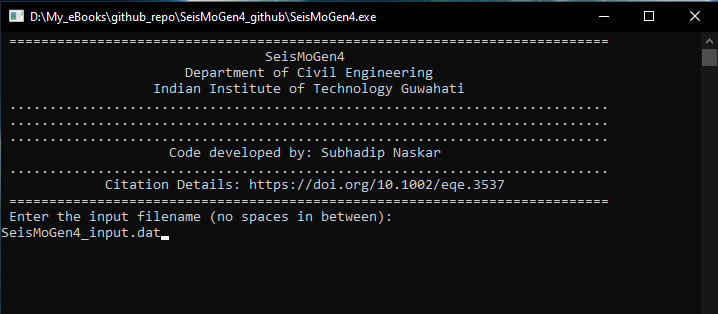 D:\My_eBooks\github_repo\SeisMoGen4_github\SeisMoGen4.exe
===========================================================================
SeisMoGen4
Department of Civil Engineering
Indian Institute of Technology Guwahati
...........................................................................
...........................................................................
...........................................................................
Code developed by: Subhadip Naskar
...........................................................................
Citation Details: https://doi.org/10.1002/eqe.3537
===========================================================================
Enter the input filename (no spaces in between):
SeisMoGen4_input.dat